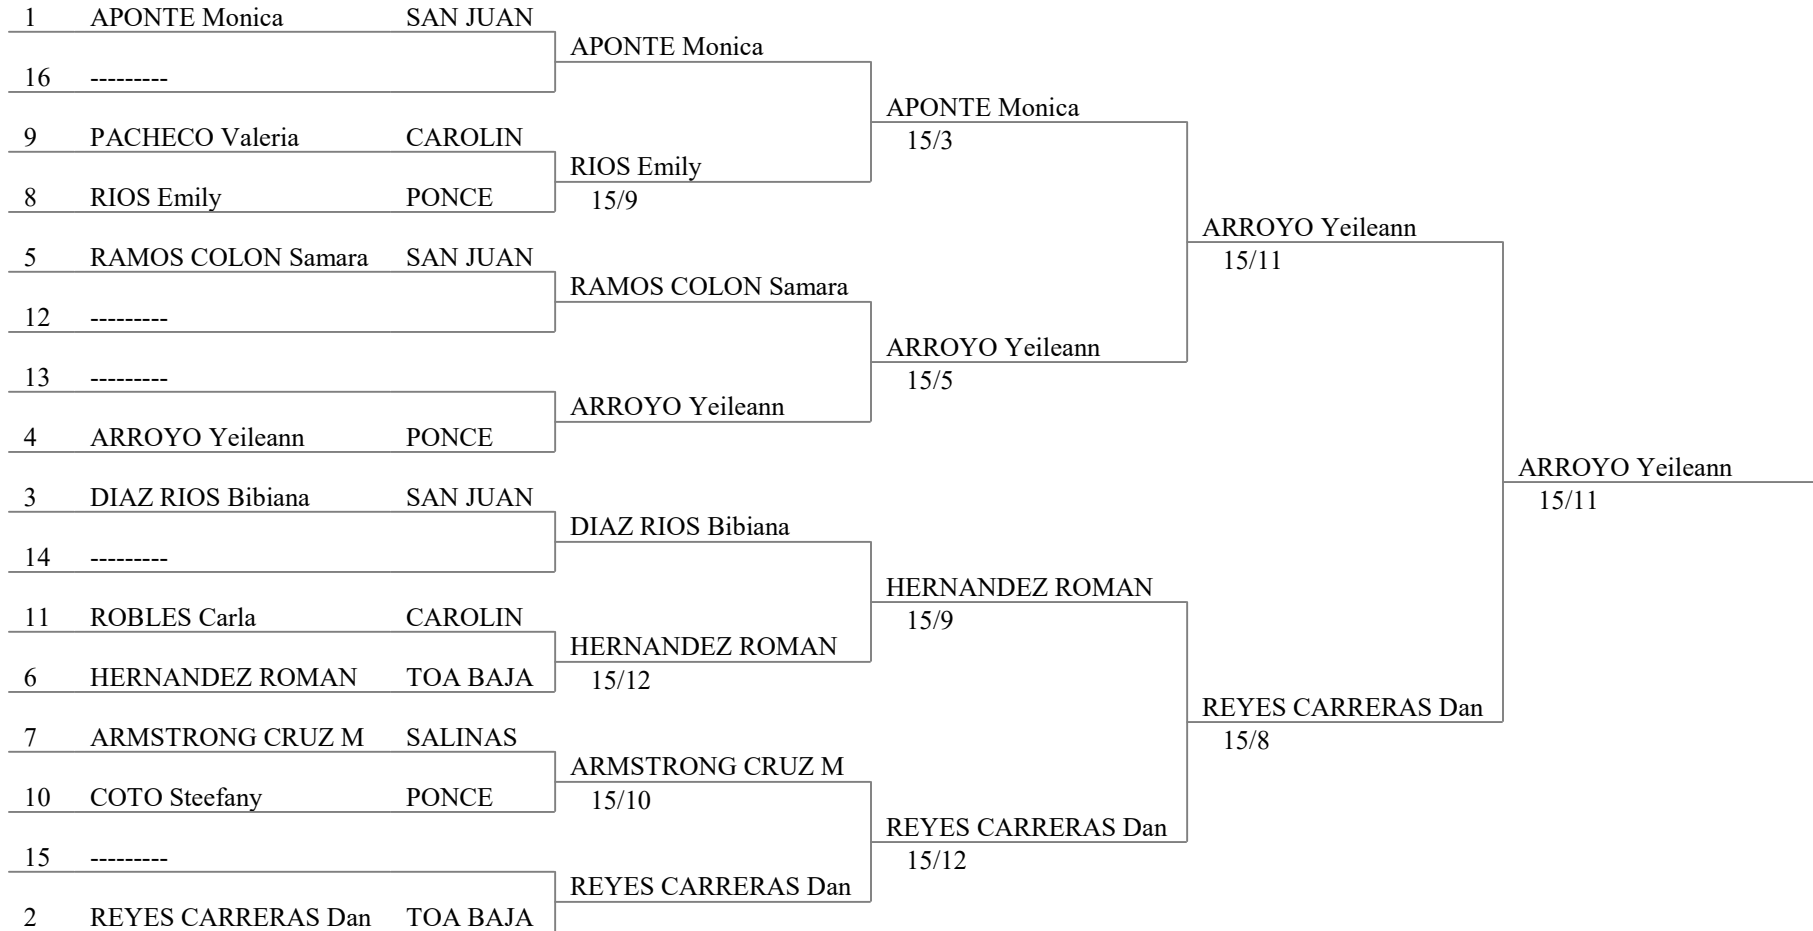 1 APONTE Monica SAN JUAN
APONTE Monica
16 ---------
APONTE Monica
15/3
9 PACHECO Valeria CAROLIN
RIOS Emily
15/9
8 RIOS Emily PONCE
ARROYO Yeileann
15/11
5 RAMOS COLON Samara SAN JUAN
RAMOS COLON Samara
12 ---------
ARROYO Yeileann
15/5
13 ---------
ARROYO Yeileann
4 ARROYO Yeileann PONCE
ARROYO Yeileann
15/11
3 DIAZ RIOS Bibiana SAN JUAN
DIAZ RIOS Bibiana
14 ---------
HERNANDEZ ROMAN
15/9
11 ROBLES Carla CAROLIN
HERNANDEZ ROMAN
15/12
6 HERNANDEZ ROMAN TOA BAJA
REYES CARRERAS Dan
15/8
7 ARMSTRONG CRUZ M SALINAS
ARMSTRONG CRUZ M
15/10
10 COTO Steefany PONCE
REYES CARRERAS Dan
15/12
15 ---------
REYES CARRERAS Dan
2 REYES CARRERAS Dan TOA BAJA